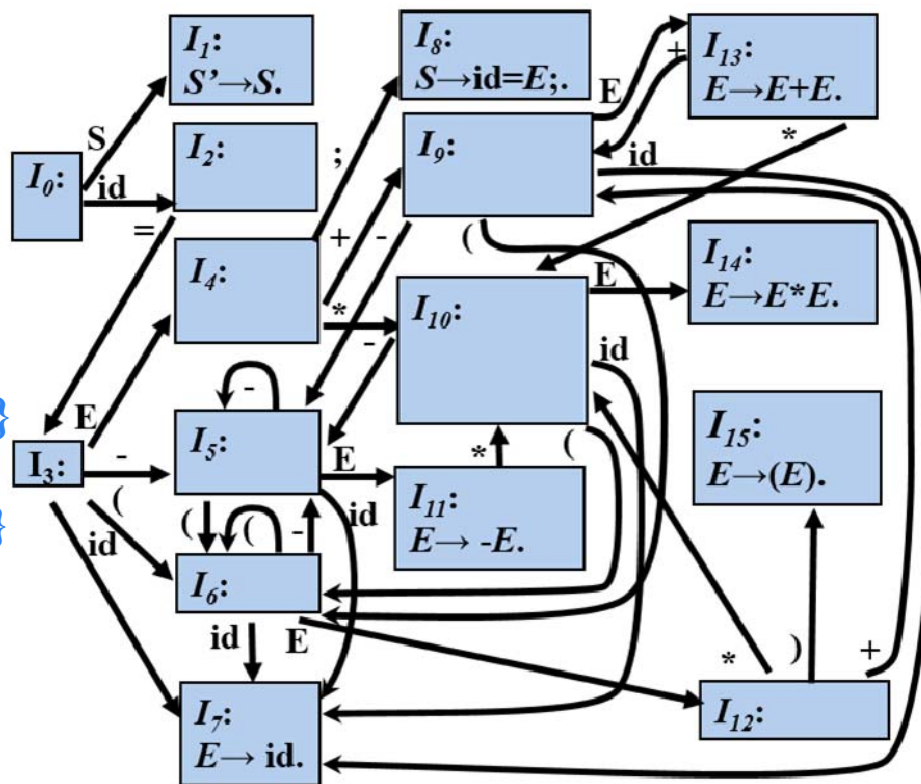 I₁:
S’→S.
I₈:
S→id=E;.
I₁₃:
E→E+E.
E
+
S
I₂:
;
I₉:
id
*
I₀:
id
=
+
-
(
I₄:
I₁₄:
E→E*E.
E
I₁₀:
*
-
id
-
}
E
I₅:
I₁₅:
E→(E).
I₃:
-
E
*
(
(
(
(
-
id
I₁₁:
E→ -E.
}
id
I₆:
id
E
*
)
+
I₇:
E→ id.
I₁₂: